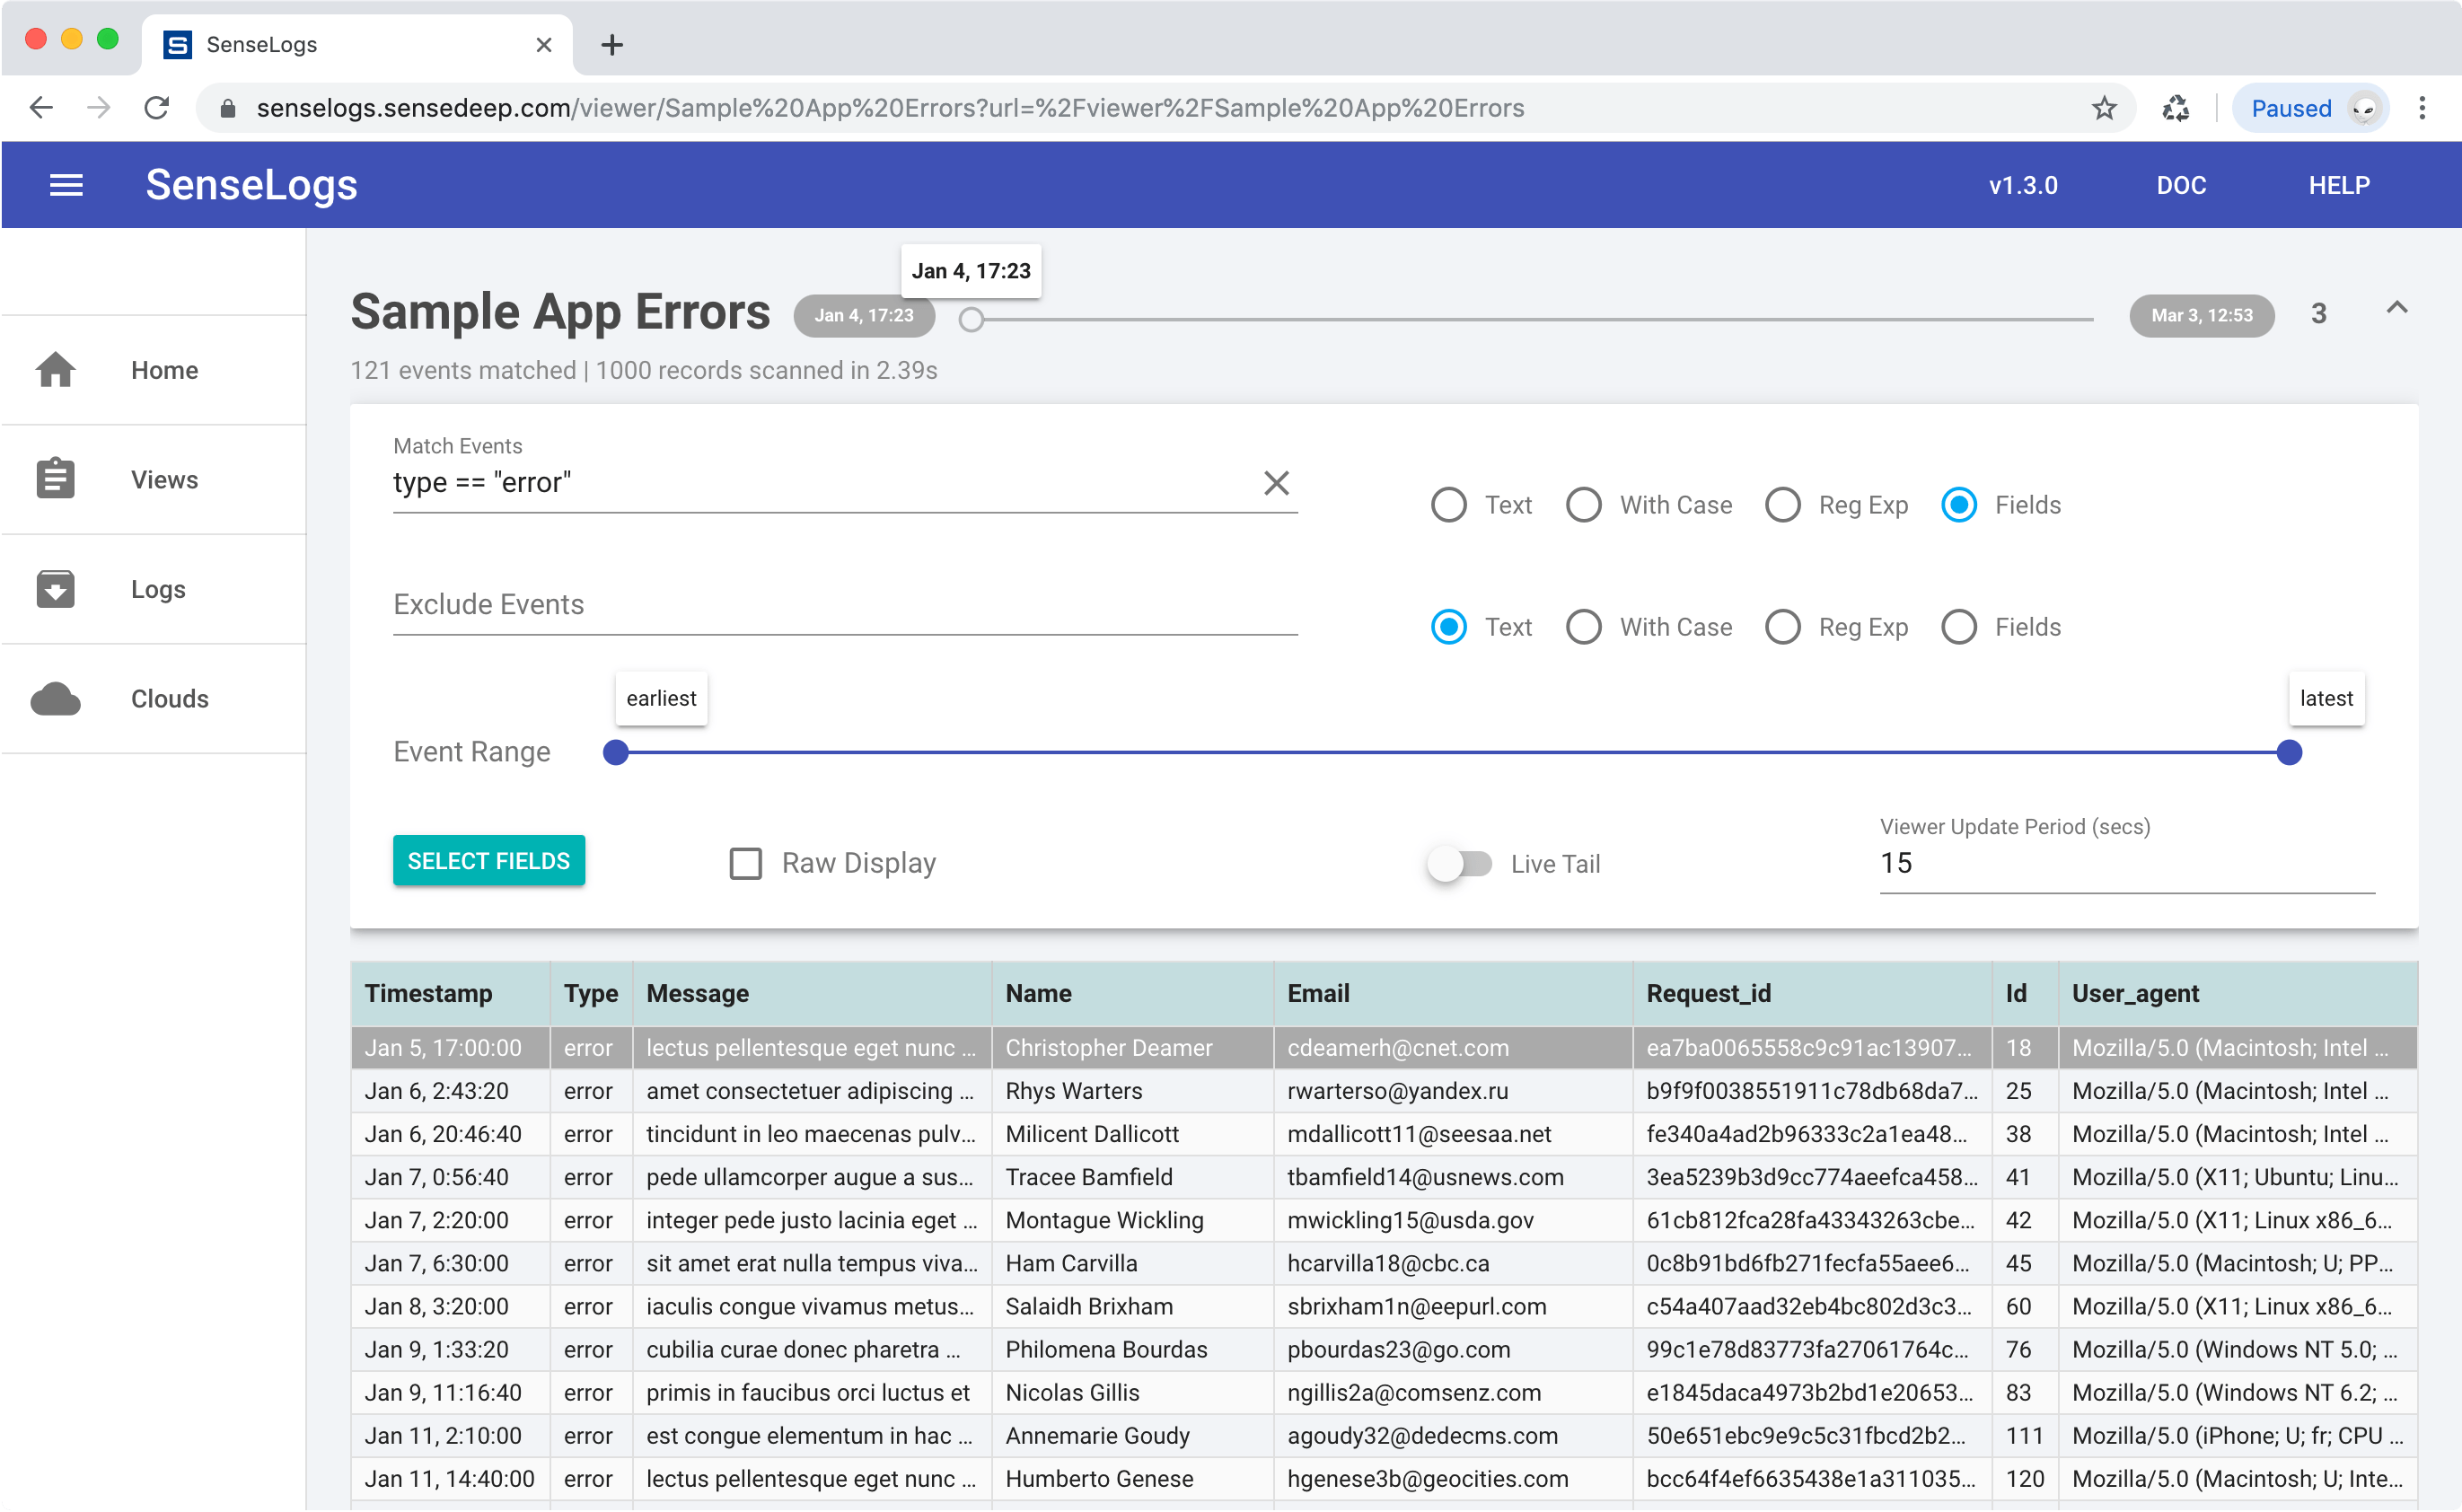 SenseLogs
senselogs.sensedeep.com/viewer/Sample%20App%20Errors?url=%2Fviewer%2FSample%20App%20Errors
Paused
SenseLogs
v1.3.0 DOC HELP
Home
Views
Logs
Clouds
Jan 4, 17:23
Sample App Errors Jan 4, 17:23 Mar 3, 12:53 3
121 events matched | 1000 records scanned in 2.39s
Match Events
type == "error"
Text With Case Reg Exp Fields
Exclude Events
Text With Case Reg Exp Fields
earliest latest
Event Range
SELECT FIELDS Raw Display Live Tail
Viewer Update Period (secs)
15
Timestamp Type Message Name Email Request_id Id User_agent
Jan 5, 17:00:00 error lectus pellentesque eget nunc ... Christopher Deamer cdeamerh@cnet.com ea7ba0065558c9c91ac13907... 18 Mozilla/5.0 (Macintosh; Intel ...
Jan 6, 2:43:20 error amet consectetuer adipiscing ... Rhys Warters rwarterso@yandex.ru b9f9f0038551911c78db68da7... 25 Mozilla/5.0 (Macintosh; Intel ...
Jan 6, 20:46:40 error tincidunt in leo maecenas pulv... Milicent Dallicott mdallicott11@seesaa.net fe340a4ad2b96333c2a1ea48... 38 Mozilla/5.0 (Macintosh; Intel ...
Jan 7, 0:56:40 error pede ullamcorper augue a sus... Tracee Bamfield tbamfield14@usnews.com 3ea5239b3d9cc774aeefca458... 41 Mozilla/5.0 (X11; Ubuntu; Linu...
Jan 7, 2:20:00 error integer pede justo lacinia eget ... Montague Wickling mwickling15@usda.gov 61cb812fca28fa43343263cbe... 42 Mozilla/5.0 (X11; Linux x86_6...
Jan 7, 6:30:00 error sit amet erat nulla tempus viva... Ham Carvilla hcarvilla18@cbc.ca 0c8b91bd6fb271fecfa55aee6... 45 Mozilla/5.0 (Macintosh; U; PP...
Jan 8, 3:20:00 error iaculis congue vivamus metus... Salaidh Brixham sbrixham1n@eepurl.com c54a407aad32eb4bc802d3c3... 60 Mozilla/5.0 (X11; Linux x86_6...
Jan 9, 1:33:20 error cubilia curae donec pharetra ... Philomena Bourdas pbourdas23@go.com 99c1e78d83773fa27061764c... 76 Mozilla/5.0 (Windows NT 5.0; ...
Jan 9, 11:16:40 error primis in faucibus orci luctus et Nicolas Gillis ngillis2a@comsenz.com e1845daca4973b2bd1e20653... 83 Mozilla/5.0 (Windows NT 6.2; ...
Jan 11, 2:10:00 error est congue elementum in hac ... Annemarie Goudy agoudy32@dedecms.com 50e651ebc9e9c5c31fbcd2b2... 111 Mozilla/5.0 (iPhone; U; fr; CPU ...
Jan 11, 14:40:00 error lectus pellentesque eget nunc ... Humberto Genese hgenese3b@geocities.com bcc64f4ef6635438e1a311035... 120 Mozilla/5.0 (Macintosh; U; Inte...